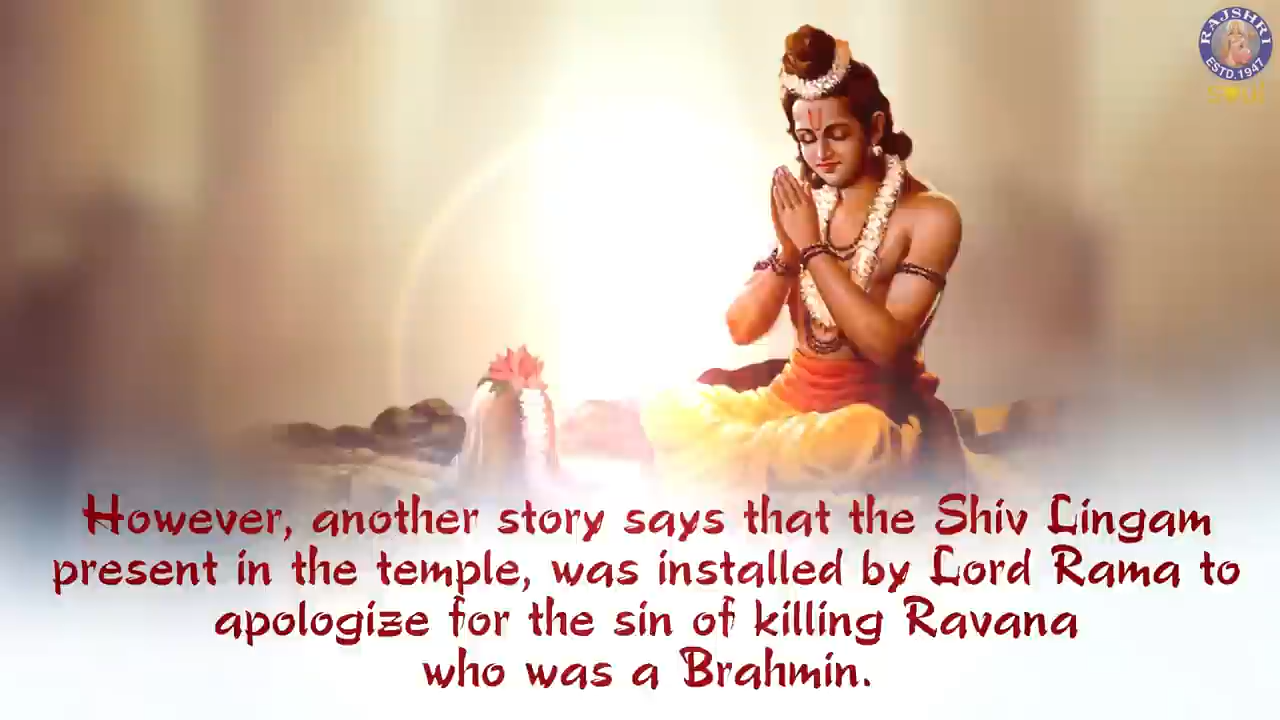 RAJSHRI
ESTD.1947
soul
However, another story says that the Shiv Lingam
present in the temple, was installed by Lord Rama to
apologize for the sin of killing Ravana
who was a Brahmin.